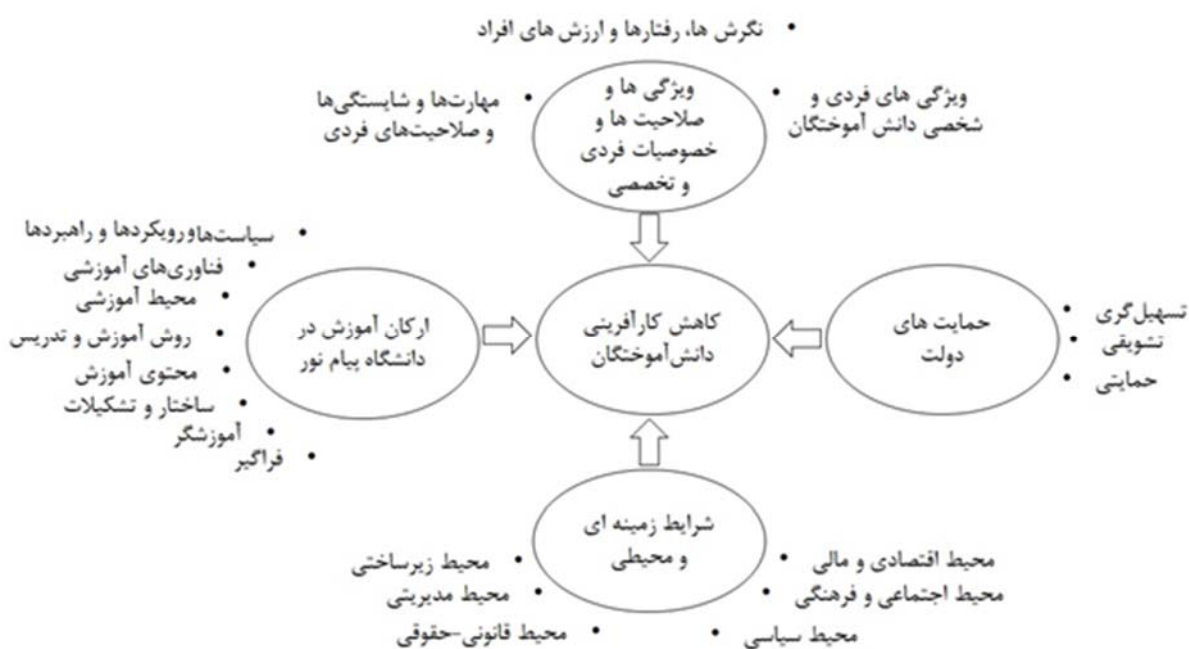 • نگرش ها، رفتارها و ارزش های افراد
• ویژگی های فردی و
شخصی دانش آموختگان
ویژگی ها و
صلاحیت ها و
خصوصیات فردی
و تخصصی
• مهارت‌ها و شایستگی‌ها
و صلاحیت‌های فردی
• تسهیل‌گری
• تشویقی
• حمایتی
حمایت های
دولت
کاهش کارآفرینی
دانش‌آموختگان
ارکان آموزش در
دانشگاه پیام نور
• سیاست‌هاورویکردها و راهبردها
• فناوری‌های آموزشی
• محیط آموزشی
• روش آموزش و تدریس
• محتوی آموزش
• ساختار و تشکیلات
• آموزشگر
• فراگیر
شرایط زمینه ای
و محیطی
• محیط اقتصادی و مالی
• محیط اجتماعی و فرهنگی
• محیط سیاسی
• محیط زیرساختی
• محیط مدیریتی
• محیط قانونی-حقوقی